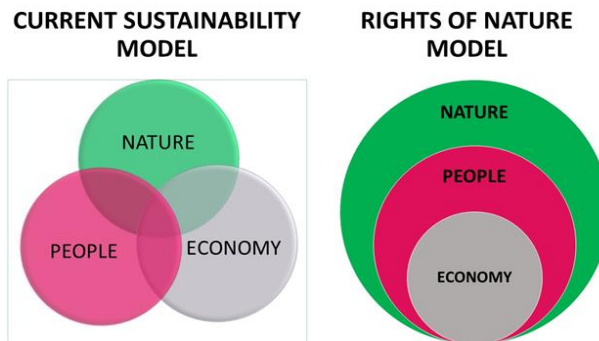 CURRENT SUSTAINABILITY
MODEL
NATURE
PEOPLE
ECONOMY
RIGHTS OF NATURE
MODEL
NATURE
PEOPLE
ECONOMY